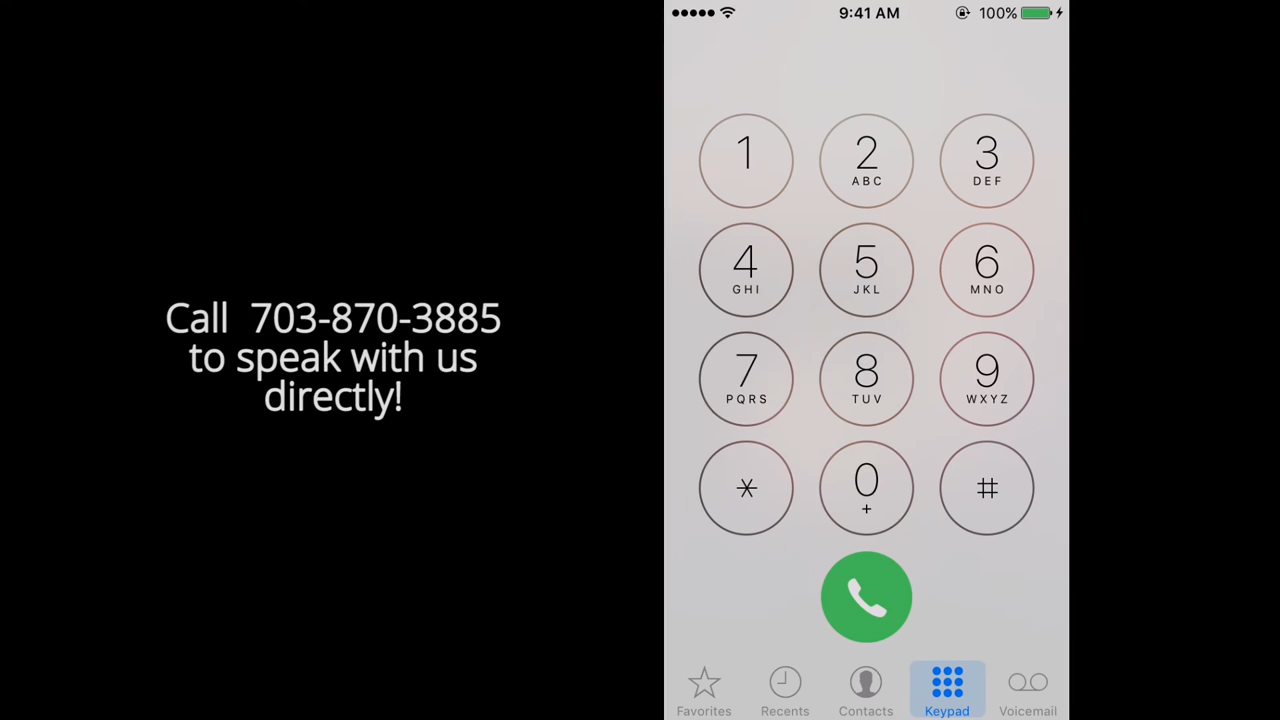 Call  703-870-3885
to speak with us
directly!
9:41 AM
100%
1
2
ABC
3
DEF
4
GHI
5
JKL
6
MNO
7
PQRS
8
TUV
9
WXYZ
*
0
+
#
Favorites
Recents
Contacts
Keypad
Voicemail